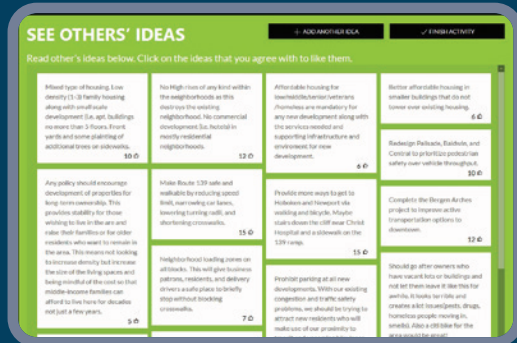 SEE OTHERS' IDEAS
+ ADD ANOTHER IDEA
✓ FINISH ACTIVITY
Read other's ideas below. Click on the ideas that you agree with to like them.
Mixed type of housing. Low
density (1-3) family housing
along with small scale
development (i.e. apt. buildings
no more than 5 floors. Front
yards and some planting of
additional trees on sidewalks.
10
Any policy should encourage
development of properties for
long-term ownership. This
provides stability for those
wishing to live in the are and
raise their families or for older
residents who want to remain in
the area. This means not looking
to increase density but increase
the size of the living spaces and
being mindful of the cost so that
middle-income families can
afford to live here for decades
not just a few years.
5
No High rises of any kind within
the neighborhoods as this
destroys the existing
neighborhood. No commercial
development (i.e. hotels) in
mostly residential
neighborhoods.
12
Make Route 139 safe and
walkable by reducing speed
limit, narrowing car lanes,
lowering turning radii, and
shortening crosswalks.
15
Neighborhood loading zones on
all blocks. This will give business
patrons, residents, and delivery
drivers a safe place to briefly
stop without blocking
crosswalks.
7
Affordable housing for
low/middle/senior/veterans
/homeless are mandatory for
any new development along with
the services needed and
supporting infrastructure and
environment for new
development.
6
Provide more ways to get to
Hoboken and Newport via
walking and bicycle. Maybe
stairs down the cliff near Christ
Hospital and a sidewalk on the
139 ramp.
15
Prohibit parking at all new
developments. With our existing
congestion and traffic safety
problems, we should be trying to
attract new residents who will
make use of our proximity to
Better affordable housing in
smaller buildings that do not
tower over existing housing.
6
Redesign Palisade, Baldwin, and
Central to prioritize pedestrian
safety over vehicle throughput.
10
Complete the Bergen Arches
project to improve active
transportation options to
downtown.
12
Should go after owners who
have vacant lots or buildings and
not let them leave it like this for
awhile, it looks terrible and
creates a lot issues(pests, drugs,
homeless people moving in,
smells). Also a citi bike for the
area would be great!